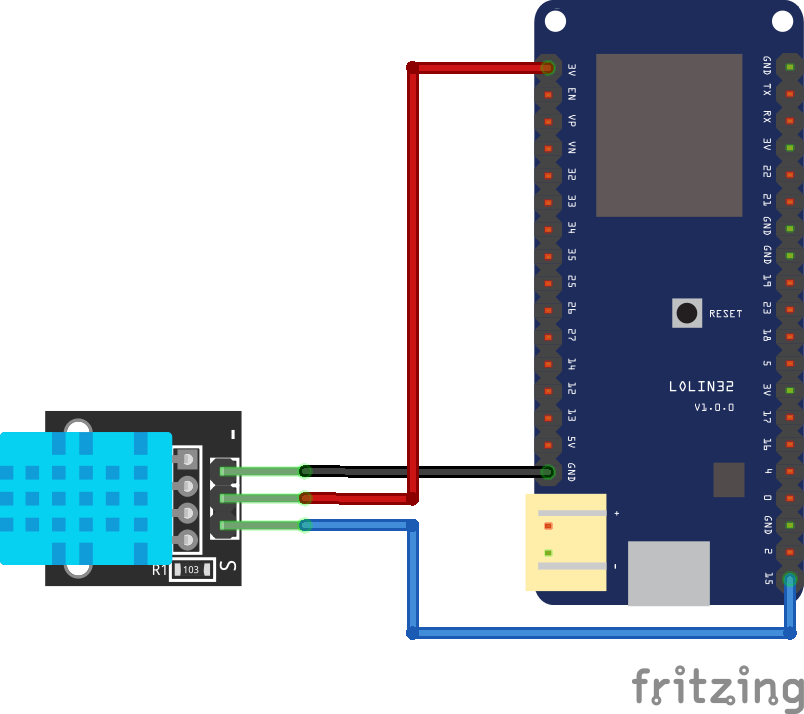 3V
EN
VP
VN
32
33
34
35
25
26
27
14
12
13
5V
GND
GND
TX
RX
3V
22
21
GND
GND
19
23
18
5
3V
17
16
4
0
GND
2
15
RESET
LOLIN32
V1.0.0
+
-
-
S
R1
103
fritzing